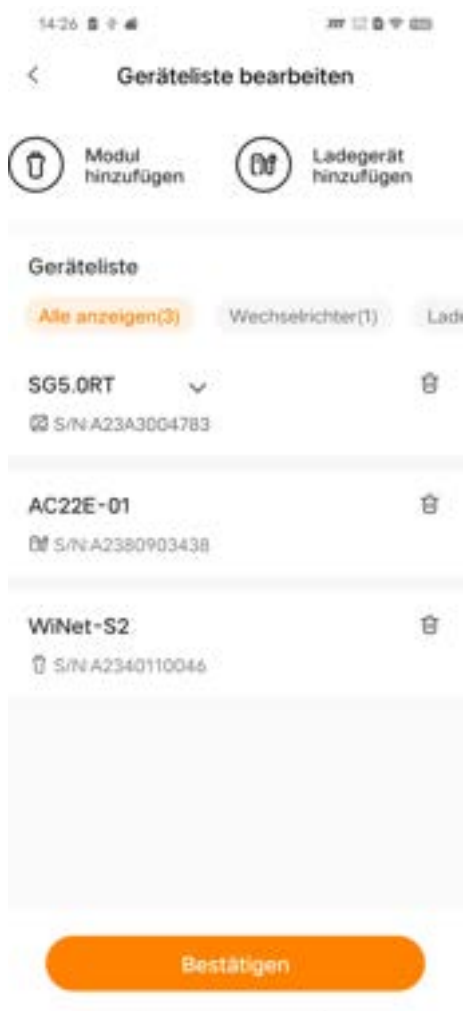 14:26
Geräteliste bearbeiten
Modul
hinzufügen
Ladegerät
hinzufügen
Geräteliste
Alle anzeigen(3)
Wechselrichter(1)
Lade
SG5.0RT
S/N:A23A3004783
AC22E-01
S/N:A2380903438
WiNet-S2
S/N:A2340110046
Bestätigen